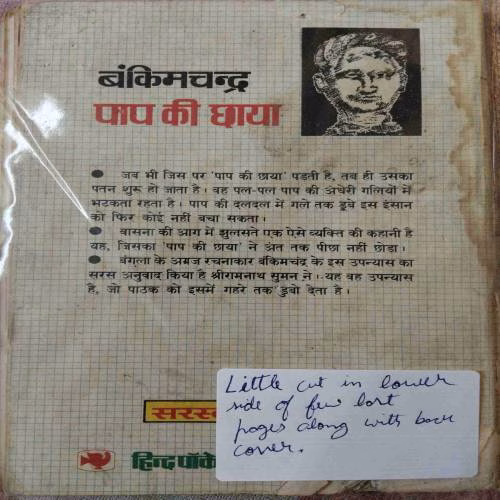 बंकिमचन्द्र
पाप की छाया
● जब भी जिस पर 'पाप की छाया' पड़ती है, तब ही उसका
पतन शुरू हो जाता है। वह पल-पल पाप की अंधेरी गलियों में
भटकता रहता है। पाप की दलदल में गले तक डूबे इस इंसान
को फिर कोई नहीं बचा सकता।
● वासना की आग में झुलसते एक ऐसे व्यक्ति की कहानी है
यह, जिसका 'पाप की छाया' ने अंत तक पीछा नहीं छोड़ा।
● बंगला के अग्रज रचनाकार बंकिमचंद्र के इस उपन्यास का
सरस अनुवाद किया है श्रीरामनाथ सुमन ने। यह वह उपन्यास
है, जो पाठक को इसमें गहरे तक डुबो देता है।
Little cut in lower
side of few last
pages along with back
cover.
हिन्द पॉके